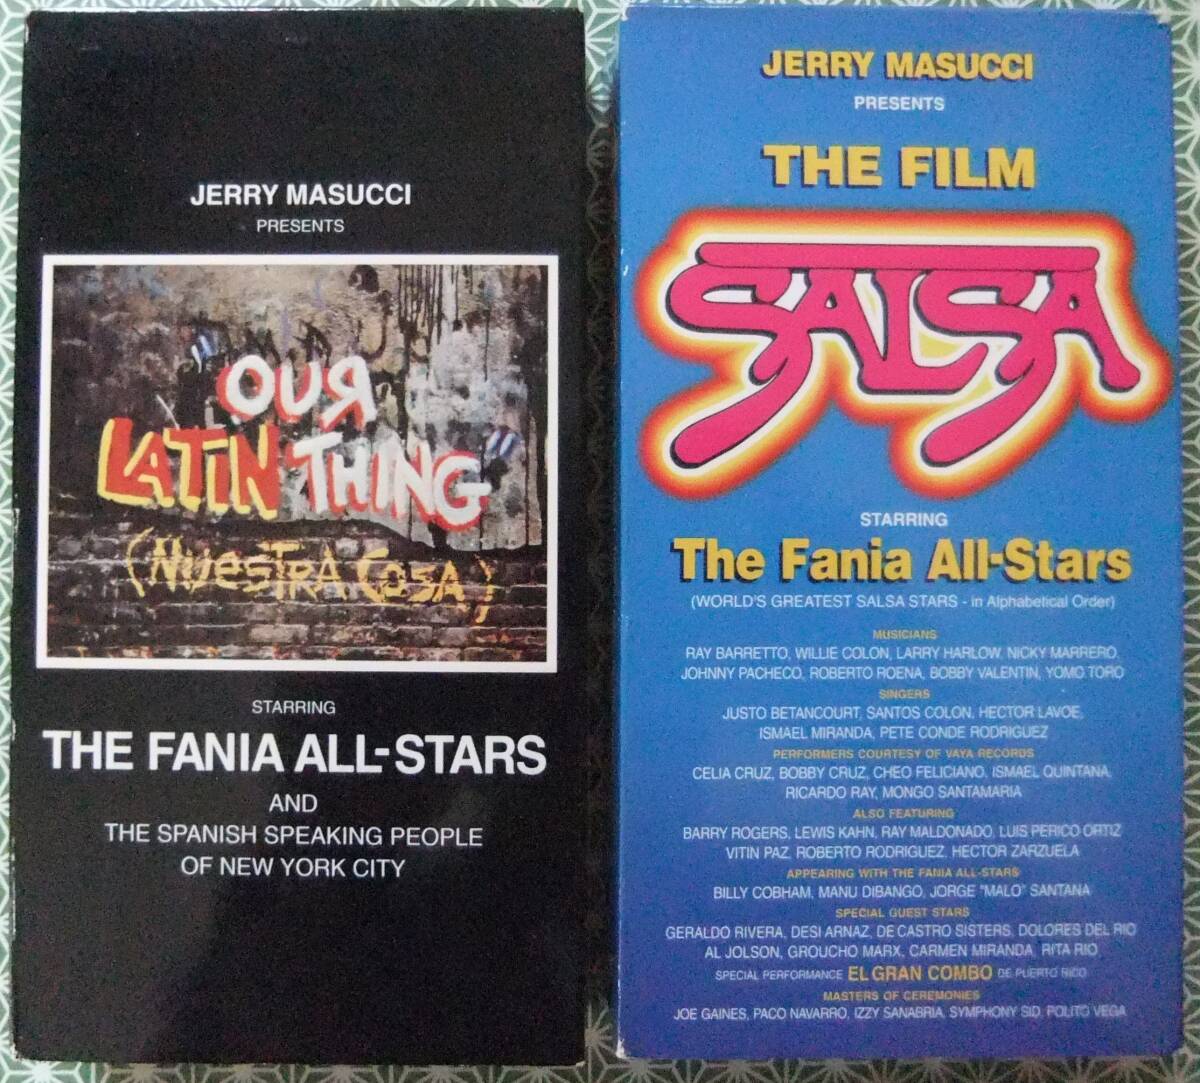 JERRY MASUCCI
PRESENTS
OUR
LATIN THING
(NUESTRA COSA)
STARRING
THE FANIA ALL-STARS
AND
THE SPANISH SPEAKING PEOPLE
OF NEW YORK CITY
JERRY MASUCCI
PRESENTS
THE FILM
SALSA
STARRING
The Fania All-Stars
(WORLD'S GREATEST SALSA STARS - in Alphabetical Order)
MUSICIANS
RAY BARRETTO, WILLIE COLON, LARRY HARLOW, NICKY MARRERO,
JOHNNY PACHECO, ROBERTO ROENA, BOBBY VALENTIN, YOMO TORO
SINGERS
JUSTO BETANCOURT, SANTOS COLON, HECTOR LAVOE,
ISMAEL MIRANDA, PETE CONDE RODRIGUEZ
PERFORMERS COURTESY OF VAYA RECORDS
CELIA CRUZ, BOBBY CRUZ, CHEO FELICIANO, ISMAEL QUINTANA,
RICARDO RAY, MONGO SANTAMARIA
ALSO FEATURING
BARRY ROGERS, LEWIS KAHN, RAY MALDONADO, LUIS PERICO ORTIZ
VITIN PAZ, ROBERTO RODRIGUEZ, HECTOR ZARZUELA
APPEARING WITH THE FANIA ALL-STARS
BILLY COBHAM, MANU DIBANGO, JORGE "MALO" SANTANA
SPECIAL GUEST STARS
GERALDO RIVERA, DESI ARNAZ, DE CASTRO SISTERS, DOLORES DEL RIO
AL JOLSON, GROUCHO MARX, CARMEN MIRANDA, RITA RIO
SPECIAL PERFORMANCE EL GRAN COMBO DE PUERTO RICO
MASTERS OF CEREMONIES
JOE GAINES, PACO NAVARRO, IZZY SANABRIA, SYMPHONY SID, POLITO VEGA